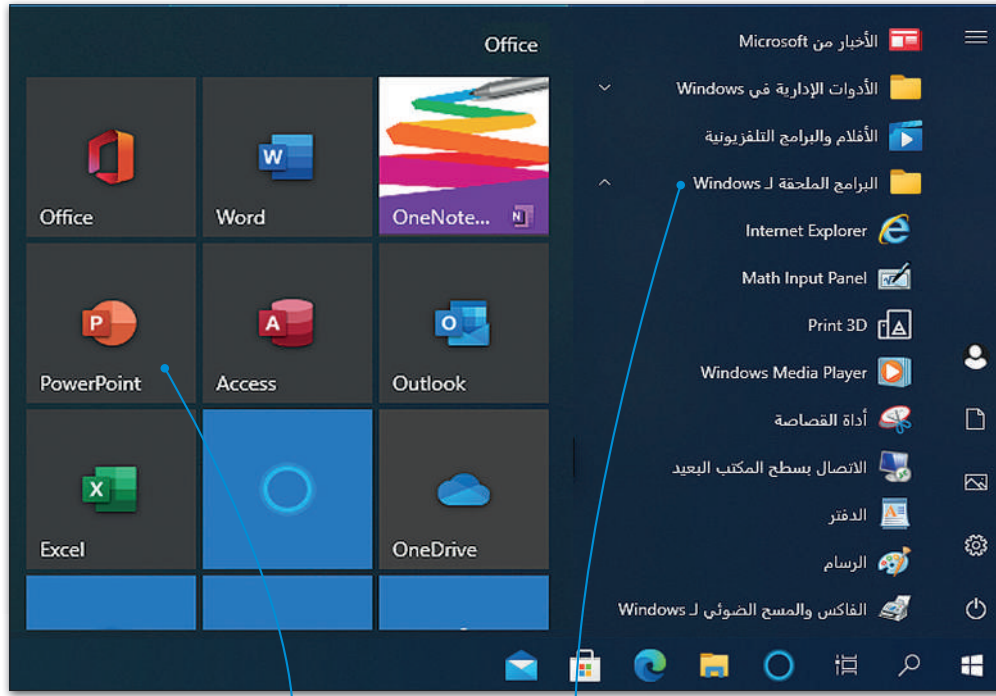 الأخبار من Microsoft
الأدوات الإدارية في Windows
الأفلام والبرامج التلفزيونية
البرامج الملحقة لـ Windows
Internet Explorer
Math Input Panel
Print 3D
Windows Media Player
أداة القصاصة
الاتصال بسطح المكتب البعيد
الدفتر
الرسام
الفاكس والمسح الضوئي لـ Windows
Office
Office
Word
OneNote...
PowerPoint
Access
Outlook
Excel
OneDrive